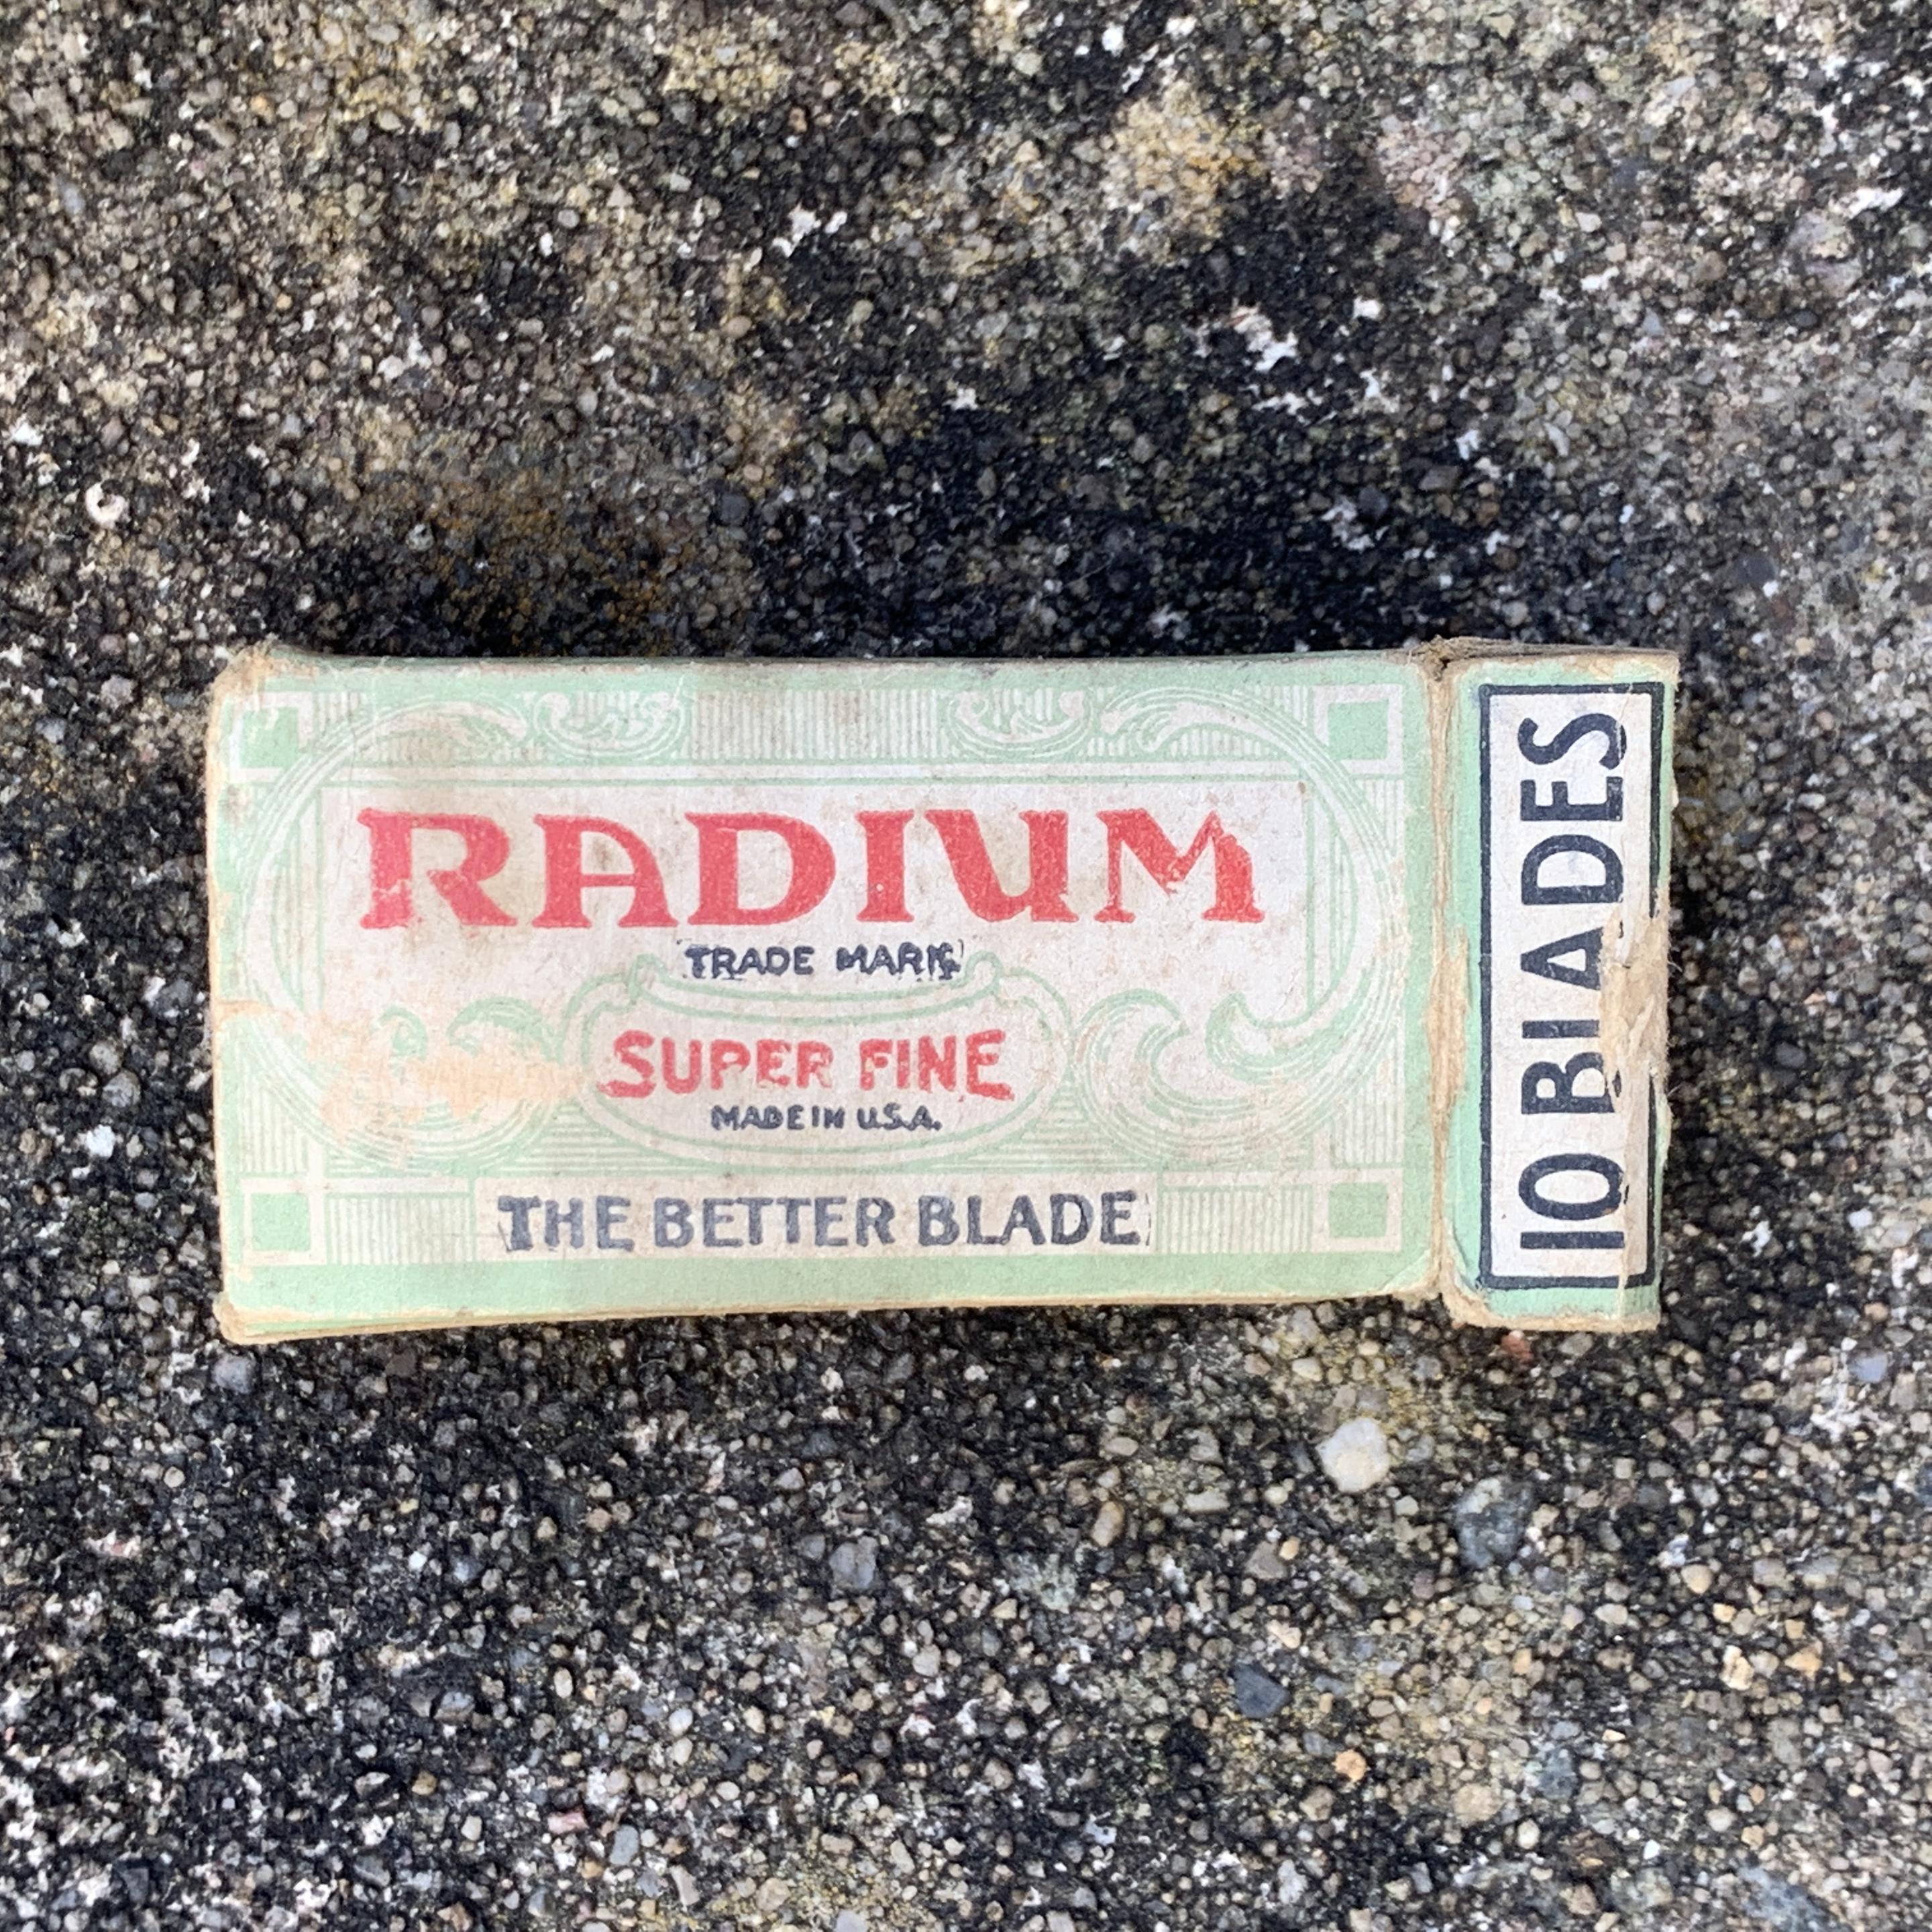 RADIUM
TRADE MARK
SUPER FINE
MADE IN U.S.A.
THE BETTER BLADE
10 BLADES